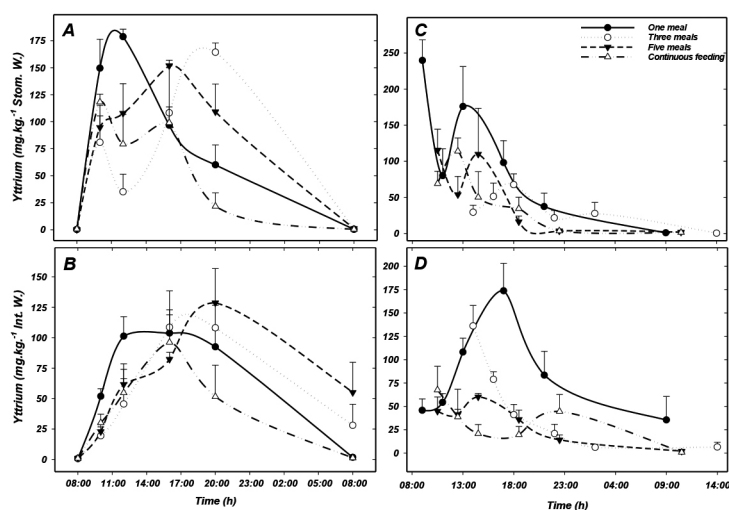 A
175
150
125
100
75
50
25
0
Yttrium (mg.kg⁻¹ Stom. W.)
C
One meal
Three meals
Five meals
Continuous feeding
250
200
150
100
50
0
B
150
125
100
75
50
25
0
Yttrium (mg.kg⁻¹ Int. W.)
08:00 11:00 14:00 17:00 20:00 23:00 02:00 05:00 08:00
Time (h)
D
200
175
150
125
100
75
50
25
0
08:00 13:00 18:00 23:00 04:00 09:00 14:00
Time (h)